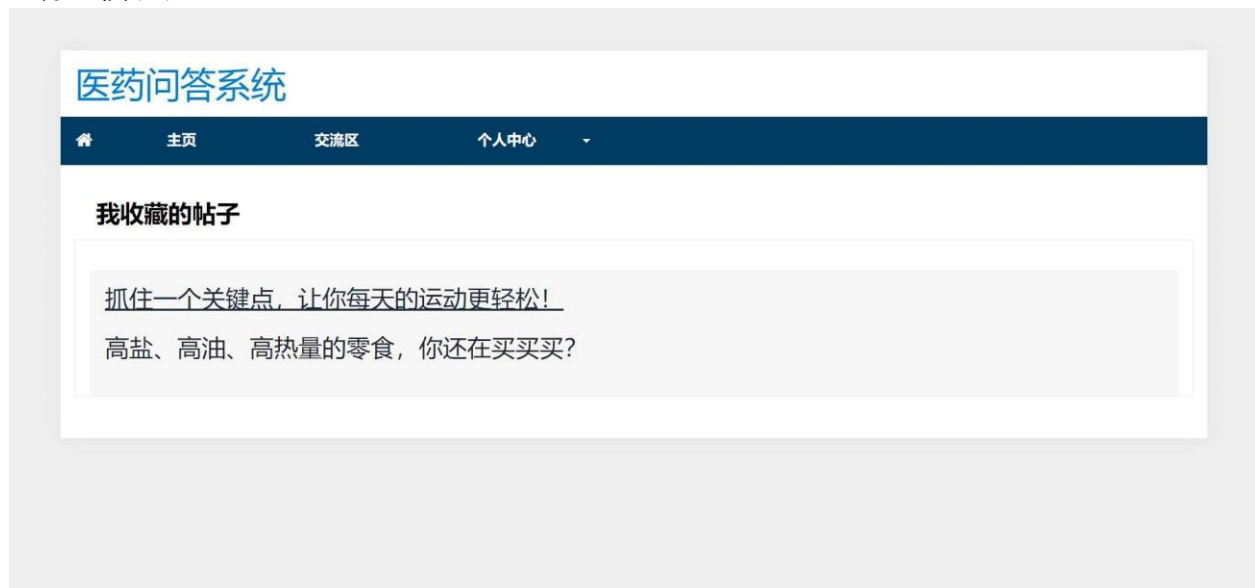 医药问答系统
主页 交流区 个人中心
我收藏的帖子
抓住一个关键点，让你每天的运动更轻松！
高盐、高油、高热量的零食，你还在买买买？